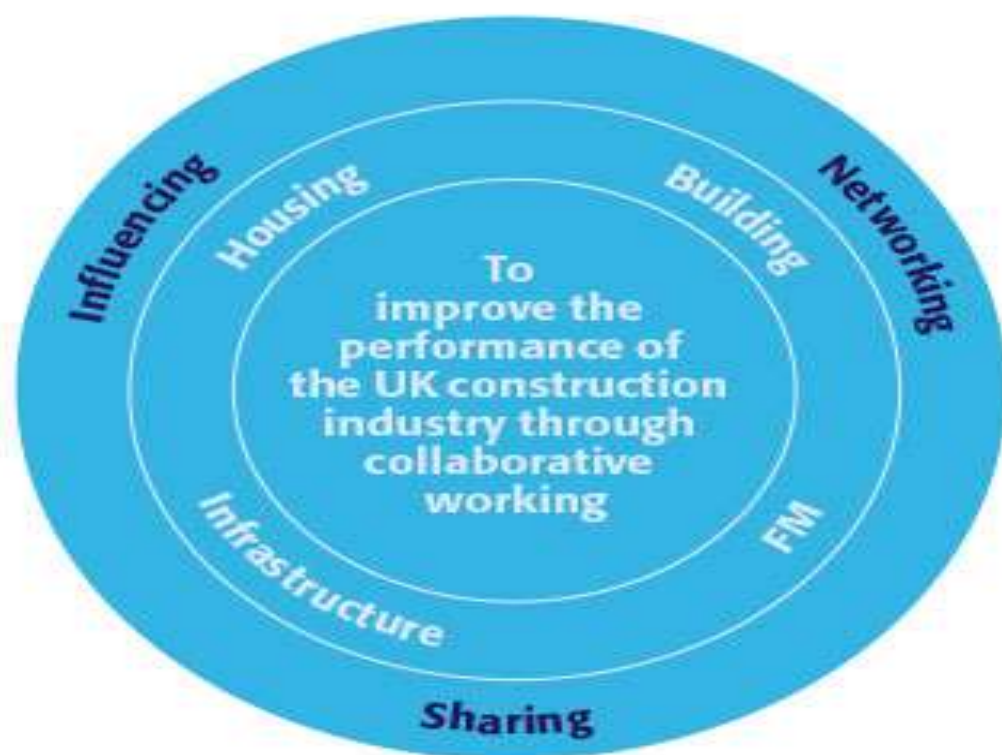 Influencing
Networking
Housing
Building
To
improve the
performance of
the UK construction
industry through
collaborative
working
Infrastructure
FM
Sharing